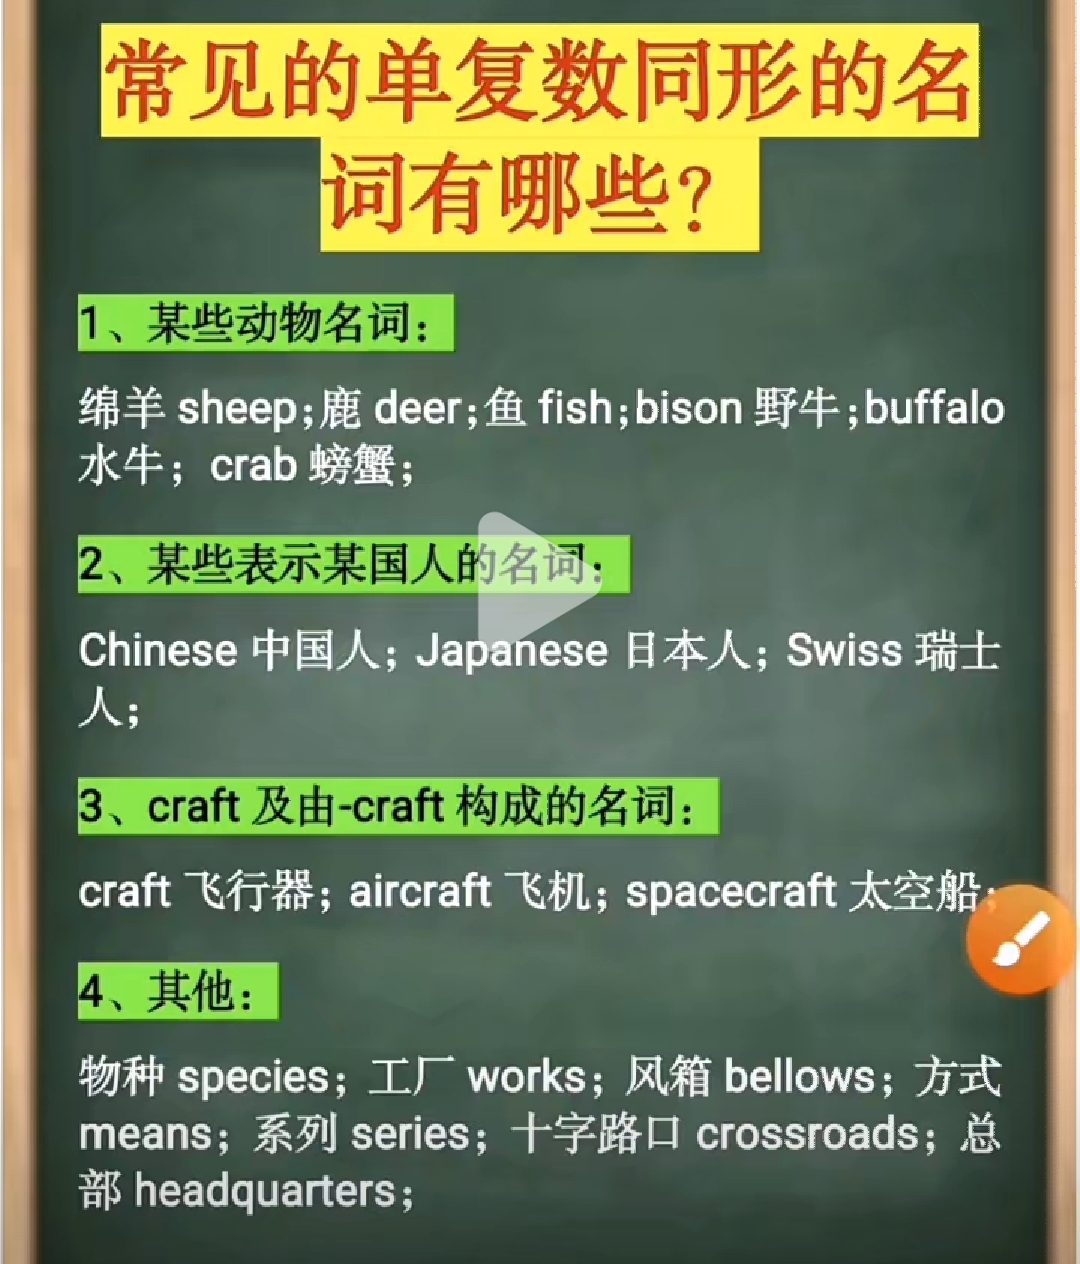 常见的单复数同形的名
词有哪些？
1、某些动物名词：
绵羊 sheep;鹿 deer;鱼 fish;bison 野牛;buffalo
水牛；crab 螃蟹；
2、某些表示某国人的名词：
Chinese 中国人；Japanese 日本人；Swiss 瑞士
人；
3、craft 及由-craft 构成的名词：
craft 飞行器；aircraft 飞机；spacecraft 太空船；
4、其他：
物种 species；工厂 works；风箱 bellows；方式
means；系列 series；十字路口 crossroads；总
部 headquarters；